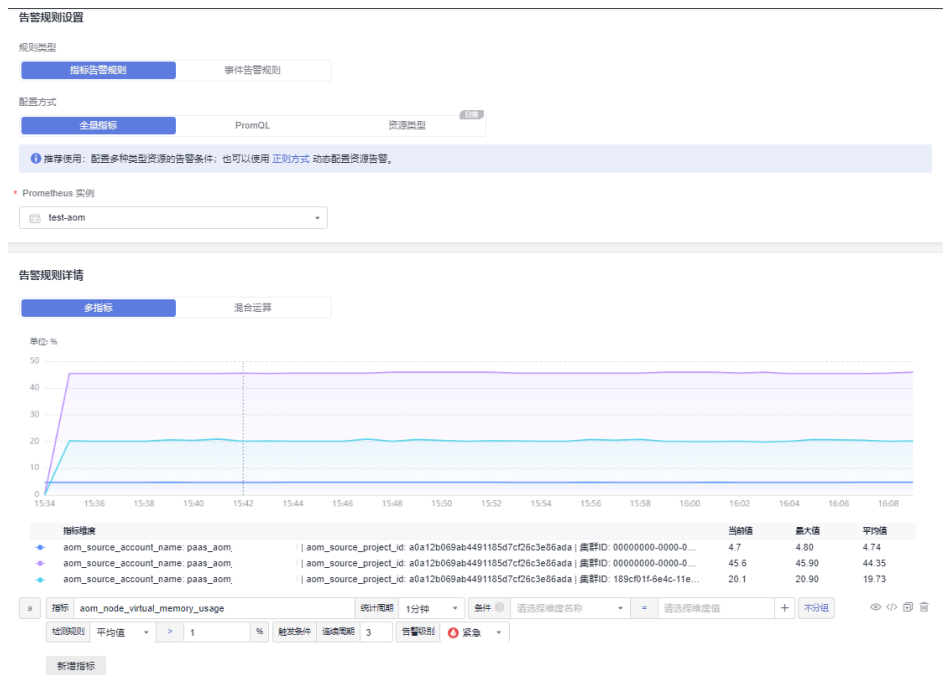 告警规则设置
规则类型
指标告警规则 事件告警规则
配置方式
全量指标 PromQL 资源类型 日落
推荐使用：配置多种类型资源的告警条件；也可以使用 正则方式 动态配置资源告警。
* Prometheus 实例
test-aom
告警规则详情
多指标 混合运算
单位: %
50
40
30
20
10
0
15:34 15:36 15:38 15:40 15:42 15:44 15:46 15:48 15:50 15:52 15:54 15:56 15:58 16:00 16:02 16:04 16:06 16:08
指标维度 当前值 最大值 平均值
aom_source_account_name: paas_aom | aom_source_project_id: a0a12b069ab4491185d7cf26c3e86ada | 集群ID: 00000000-0000-0... 4.7 4.80 4.74
aom_source_account_name: paas_aom | aom_source_project_id: a0a12b069ab4491185d7cf26c3e86ada | 集群ID: 00000000-0000-0... 45.6 45.90 44.35
aom_source_account_name: paas_aom | aom_source_project_id: a0a12b069ab4491185d7cf26c3e86ada | 集群ID: 189cf01f-6e4c-11e... 20.1 20.90 19.73
a 指标 aom_node_virtual_memory_usage 统计周期 1分钟 条件 请选择维度名称 = 请选择维度值 + 不分组
检测规则 平均值 > 1 % 触发条件 连续周期 3 告警级别 紧急
新增指标